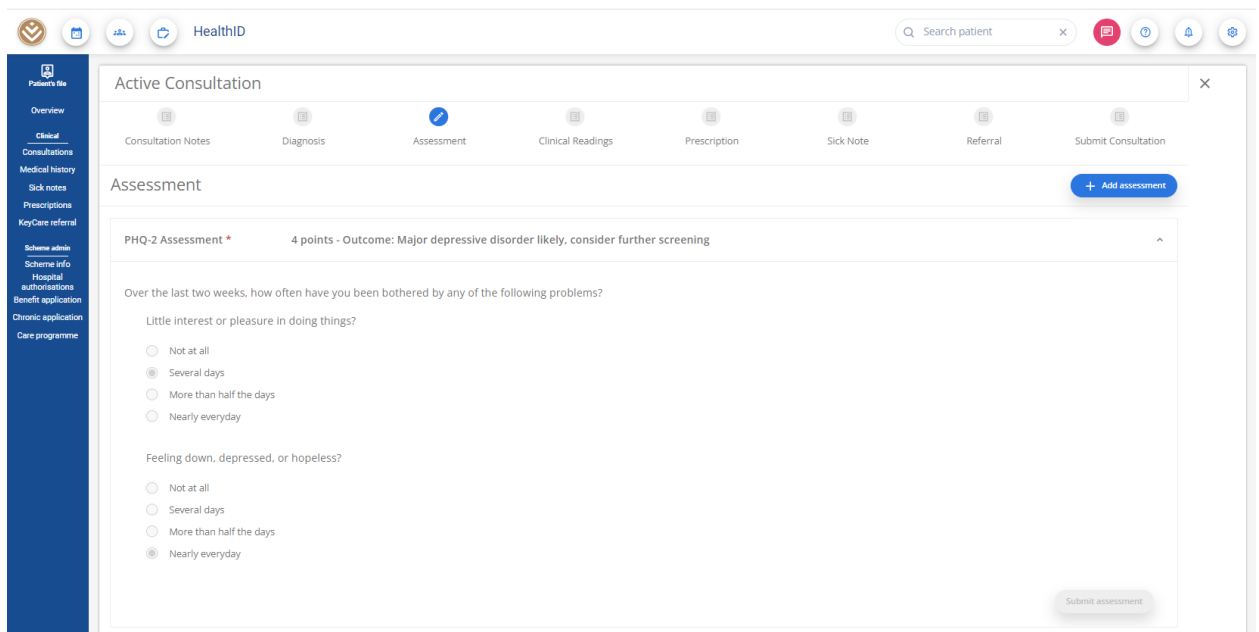 HealthID
Search patient
Patient's file
Overview
Clinical
Consultations
Medical history
Sick notes
Prescriptions
KeyCare referral
Scheme admin
Scheme info
Hospital
authorisations
Benefit application
Chronic application
Care programme
Active Consultation
Consultation Notes
Diagnosis
Assessment
Clinical Readings
Prescription
Sick Note
Referral
Submit Consultation
Assessment
+ Add assessment
PHQ-2 Assessment *
4 points - Outcome: Major depressive disorder likely, consider further screening
Over the last two weeks, how often have you been bothered by any of the following problems?
Little interest or pleasure in doing things?
Not at all
Several days
More than half the days
Nearly everyday
Feeling down, depressed, or hopeless?
Not at all
Several days
More than half the days
Nearly everyday
Submit assessment